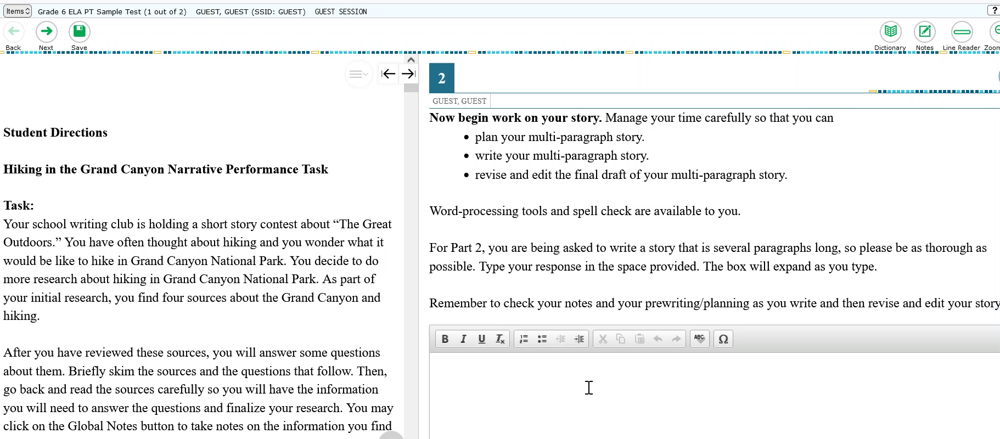 Items Grade 6 ELA PT Sample Test (1 out of 2) GUEST, GUEST (SSID: GUEST) GUEST SESSION ?
Back Next Save Dictionary Notes Line Reader Zoom
Student Directions
Hiking in the Grand Canyon Narrative Performance Task
Task:
Your school writing club is holding a short story contest about “The Great
Outdoors.” You have often thought about hiking and you wonder what it
would be like to hike in Grand Canyon National Park. You decide to do
more research about hiking in Grand Canyon National Park. As part of
your initial research, you find four sources about the Grand Canyon and
hiking.
After you have reviewed these sources, you will answer some questions
about them. Briefly skim the sources and the questions that follow. Then,
go back and read the sources carefully so you will have the information
you will need to answer the questions and finalize your research. You may
click on the Global Notes button to take notes on the information you find
2
GUEST, GUEST
Now begin work on your story. Manage your time carefully so that you can
• plan your multi-paragraph story.
• write your multi-paragraph story.
• revise and edit the final draft of your multi-paragraph story.
Word-processing tools and spell check are available to you.
For Part 2, you are being asked to write a story that is several paragraphs long, so please be as thorough as
possible. Type your response in the space provided. The box will expand as you type.
Remember to check your notes and your prewriting/planning as you write and then revise and edit your story
B I U Ix ABC Ω